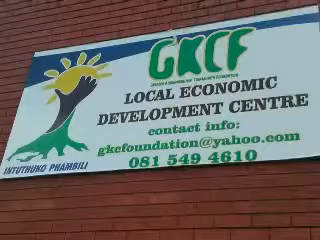 GKCF
LOCAL ECONOMIC
DEVELOPMENT CENTRE
contact info:
gkcfoundation@yahoo.com
081 549 4610
INTUTHUKO PHAMBILI